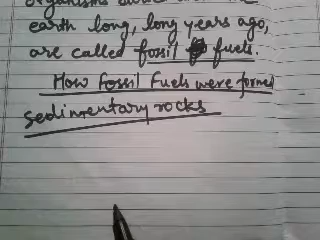 earth long, long years ago,
are called fossil fuels.
How Fossil Fuels were formed
sedimentary rocks